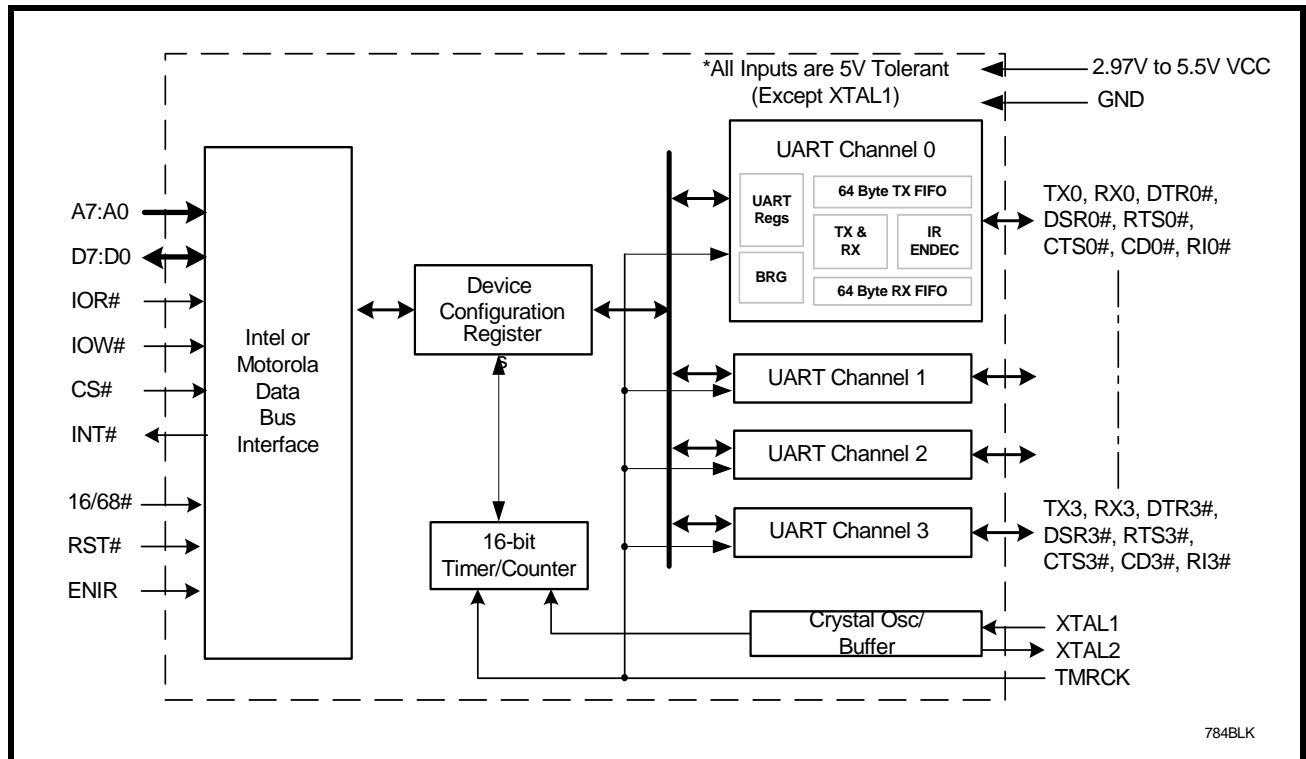 *All Inputs are 5V Tolerant
(Except XTAL1)
2.97V to 5.5V VCC
GND
A7:A0
D7:D0
IOR#
IOW#
CS#
INT#
16/68#
RST#
ENIR
Intel or
Motorola
Data
Bus
Interface
Device
Configuration
Register
s
16-bit
Timer/Counter
UART Channel 0
UART
Regs
BRG
64 Byte TX FIFO
TX &
RX
IR
ENDEC
64 Byte RX FIFO
UART Channel 1
UART Channel 2
UART Channel 3
Crystal Osc/
Buffer
TX0, RX0, DTR0#,
DSR0#, RTS0#,
CTS0#, CD0#, RI0#
TX3, RX3, DTR3#,
DSR3#, RTS3#,
CTS3#, CD3#, RI3#
XTAL1
XTAL2
TMRCK
784BLK